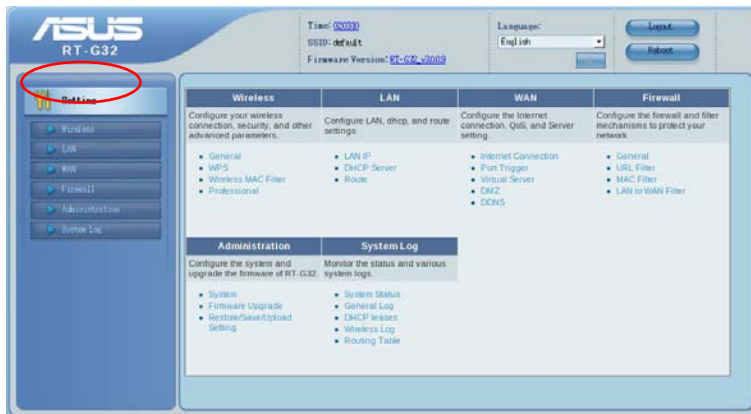 ASUS
RT-G32
Time:
SSID: default
Firmware Version: RT-G32_v3009
Language:
English
Logout
Reboot
Setting
Wireless
LAN
WAN
Firewall
Administration
System Log
Wireless
Configure your wireless
connection, security, and other
advanced parameters.
General
WPS
Wireless MAC Filter
Professional
LAN
Configure LAN, dhcp, and route
settings
LAN IP
DHCP Server
Route
WAN
Configure the Internet
connection, QoS, and Server
setting
Internet Connection
Port Trigger
Virtual Server
DMZ
DDNS
Firewall
Configure the firewall and filter
mechanisms to protect your
network.
General
URL Filter
MAC Filter
LAN to WAN Filter
Administration
Configure the system and
upgrade the firmware of RT-G32.
System
Firmware Upgrade
Restore/Save/Upload
Setting
System Log
Monitor the status and various
system logs.
System Status
General Log
DHCP leases
Wireless Log
Routing Table